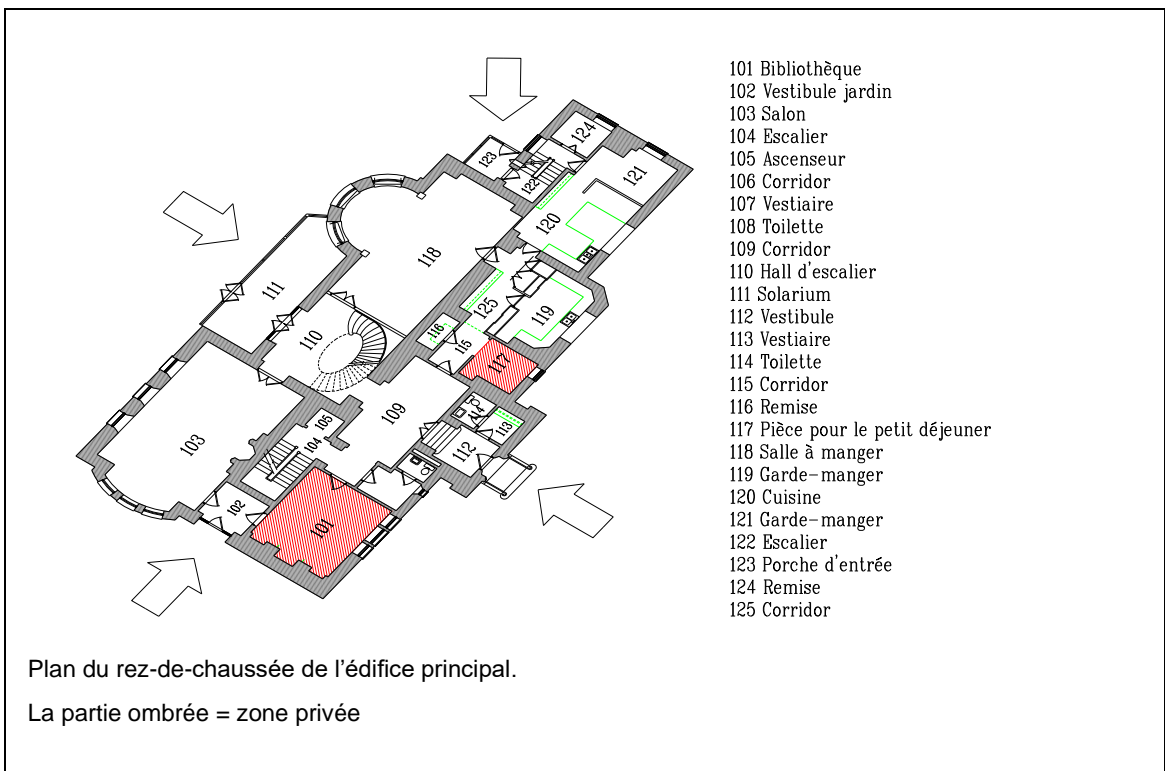 124
123
121
122
120
118
111
125
119
116
110
115
117
109
114
113
105
104
112
103
102
101
101 Bibliothèque
102 Vestibule jardin
103 Salon
104 Escalier
105 Ascenseur
106 Corridor
107 Vestiaire
108 Toilette
109 Corridor
110 Hall d'escalier
111 Solarium
112 Vestibule
113 Vestiaire
114 Toilette
115 Corridor
116 Remise
117 Pièce pour le petit déjeuner
118 Salle à manger
119 Garde-manger
120 Cuisine
121 Garde-manger
122 Escalier
123 Porche d'entrée
124 Remise
125 Corridor
Plan du rez-de-chaussée de l'édifice principal.
La partie ombrée = zone privée